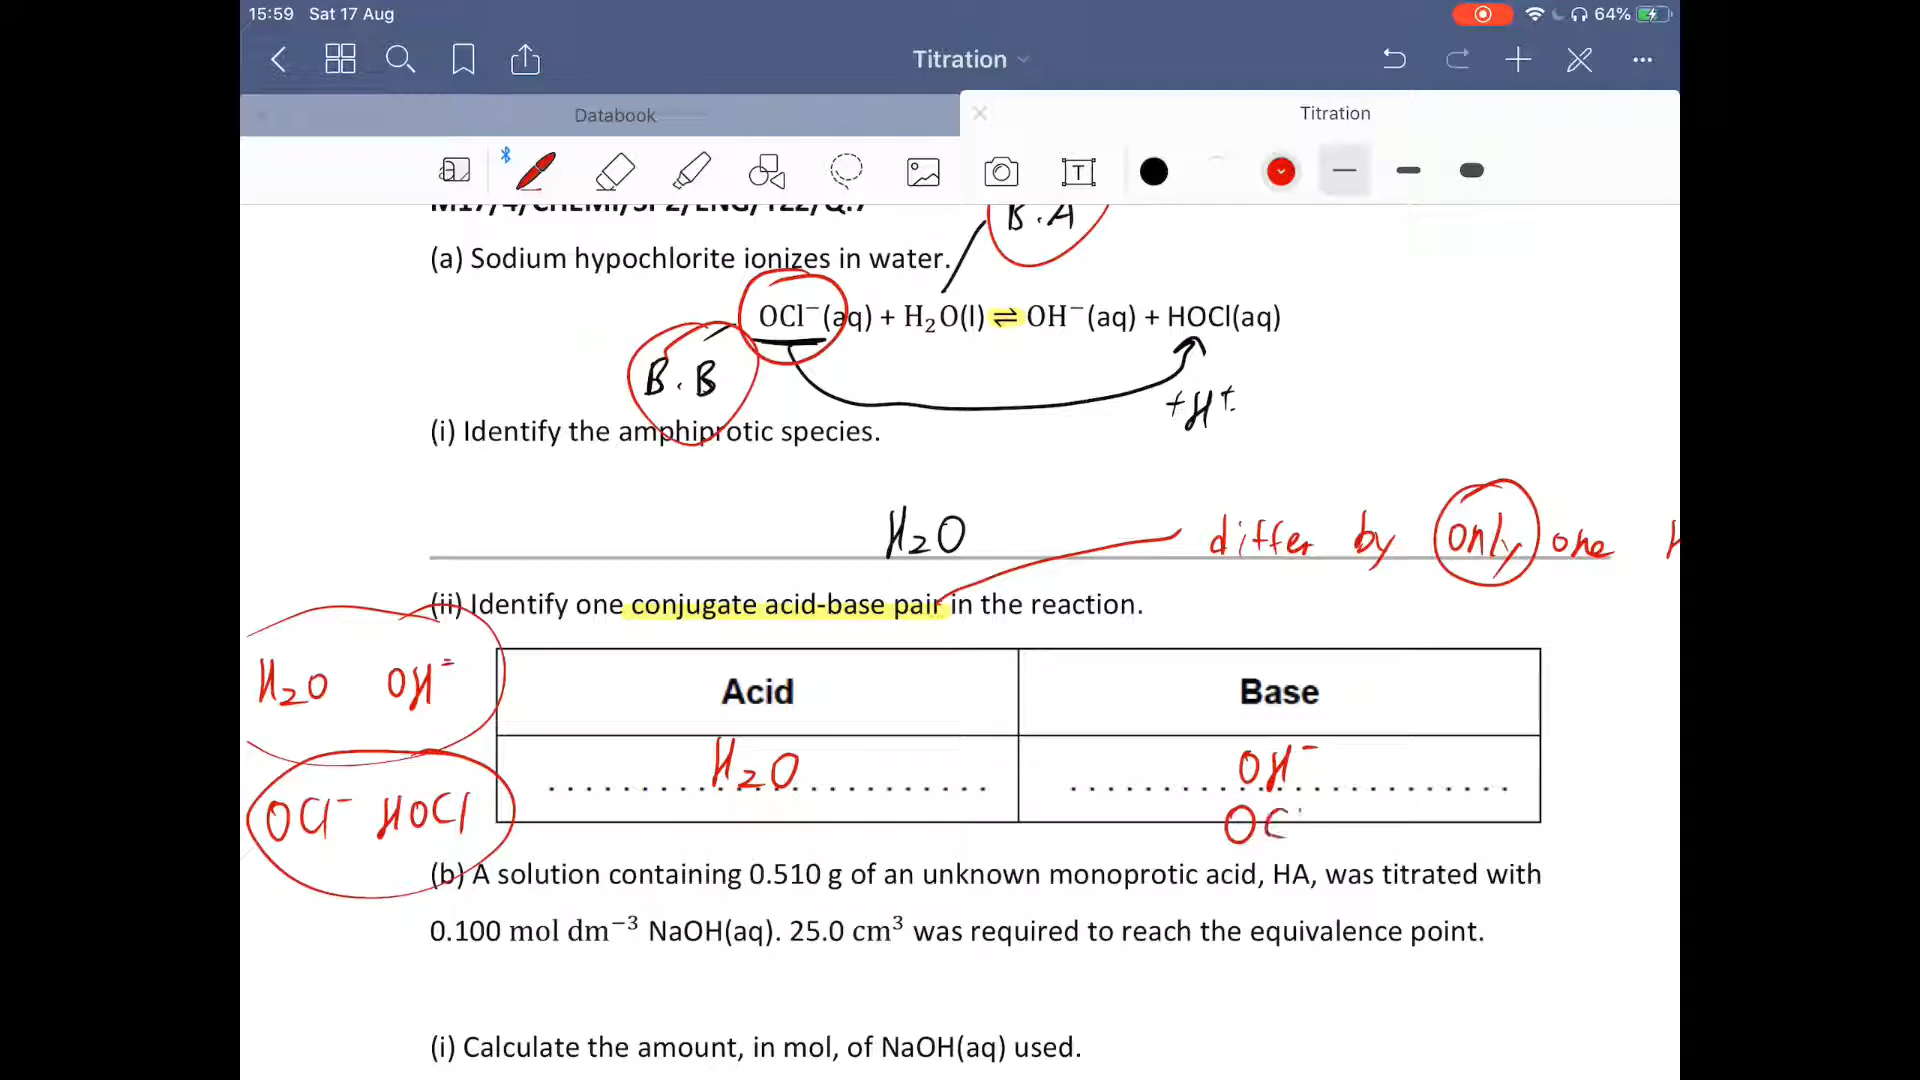 15:59 Sat 17 Aug 64%
Titration
Databook
Titration
T
(a) Sodium hypochlorite ionizes in water.
B.A
OCl⁻(aq) + H₂O(l) ⇌ OH⁻(aq) + HOCl(aq)
B.B
+H⁺
(i) Identify the amphiprotic species.
H₂O
differ by only one
(ii) Identify one conjugate acid-base pair in the reaction.
H₂O OH⁻
Acid Base
H₂O OH⁻
OCl⁻ HOCl
OC
(b) A solution containing 0.510 g of an unknown monoprotic acid, HA, was titrated with
0.100 mol dm⁻³ NaOH(aq). 25.0 cm³ was required to reach the equivalence point.
(i) Calculate the amount, in mol, of NaOH(aq) used.